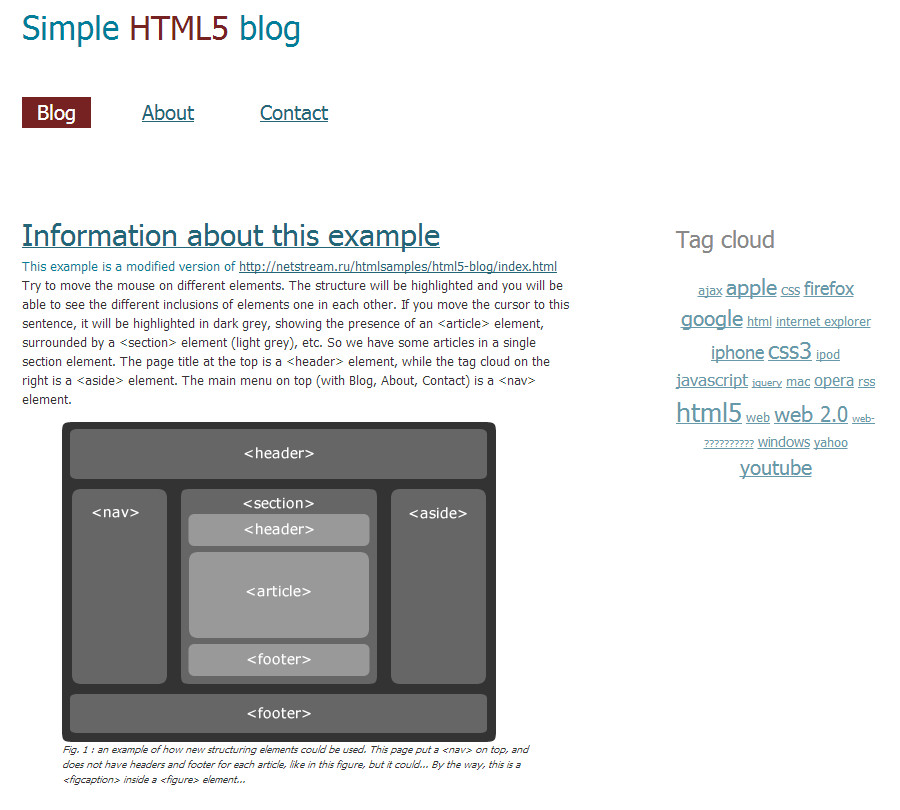 Simple HTML5 blog
Blog About Contact
Information about this example
This example is a modified version of http://netstream.ru/htmlsamples/html5-blog/index.html
Try to move the mouse on different elements. The structure will be highlighted and you will be
able to see the different inclusions of elements one in each other. If you move the cursor to this
sentence, it will be highlighted in dark grey, showing the presence of an <article> element,
surrounded by a <section> element (light grey), etc. So we have some articles in a single
section element. The page title at the top is a <header> element, while the tag cloud on the
right is a <aside> element. The main menu on top (with Blog, About, Contact) is a <nav>
element.
<header>
<nav>
<section>
<header>
<article>
<footer>
<aside>
<footer>
Fig. 1 : an example of how new structuring elements could be used. This page put a <nav> on top, and
does not have headers and footer for each article, like in this figure, but it could... By the way, this is a
<figcaption> inside a <figure> element...
Tag cloud
ajax apple css firefox
google html internet explorer
iphone css3 ipod
javascript jquery mac opera rss
html5 web web 2.0 web-
?????????? windows yahoo
youtube